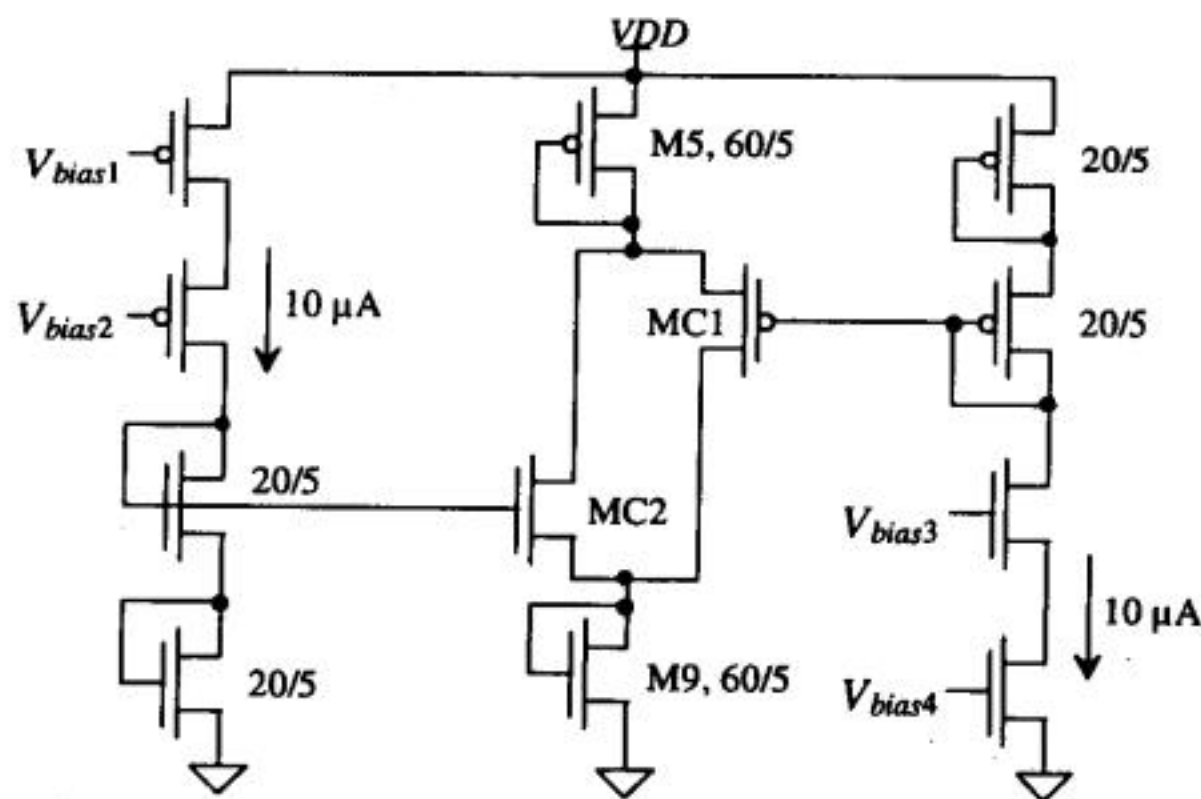 VDD
M5, 60/5
20/5
Vbias1
10 μA
MC1
20/5
Vbias2
20/5
MC2
Vbias3
10 μA
20/5
M9, 60/5
Vbias4